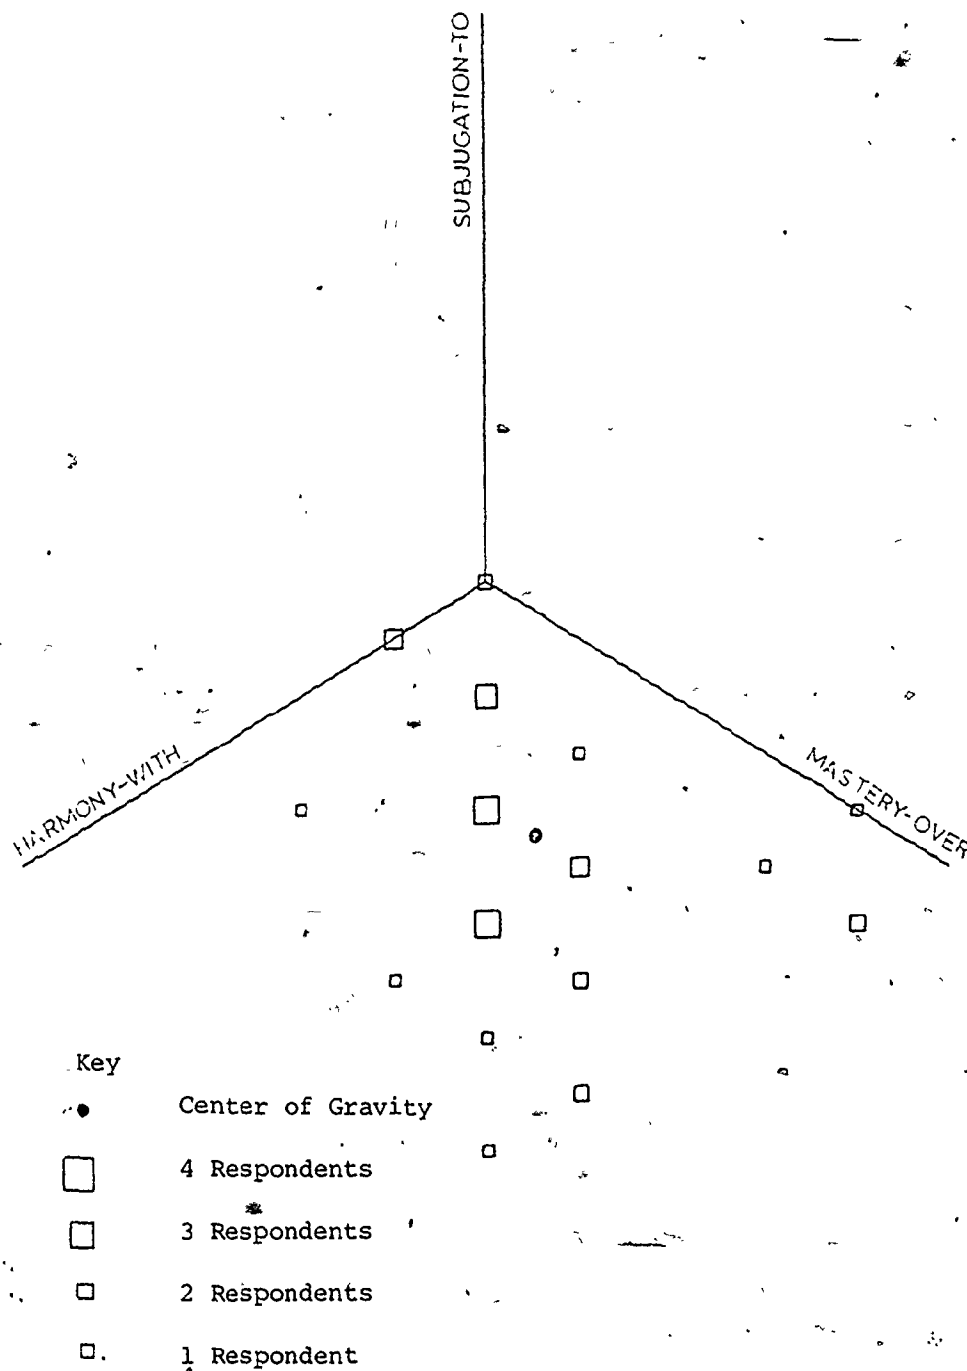 SUBJUGATION-TO
HARMONY-WITH
MASTERY-OVER
Key
Center of Gravity
4 Respondents
3 Respondents
2 Respondents
1 Respondent